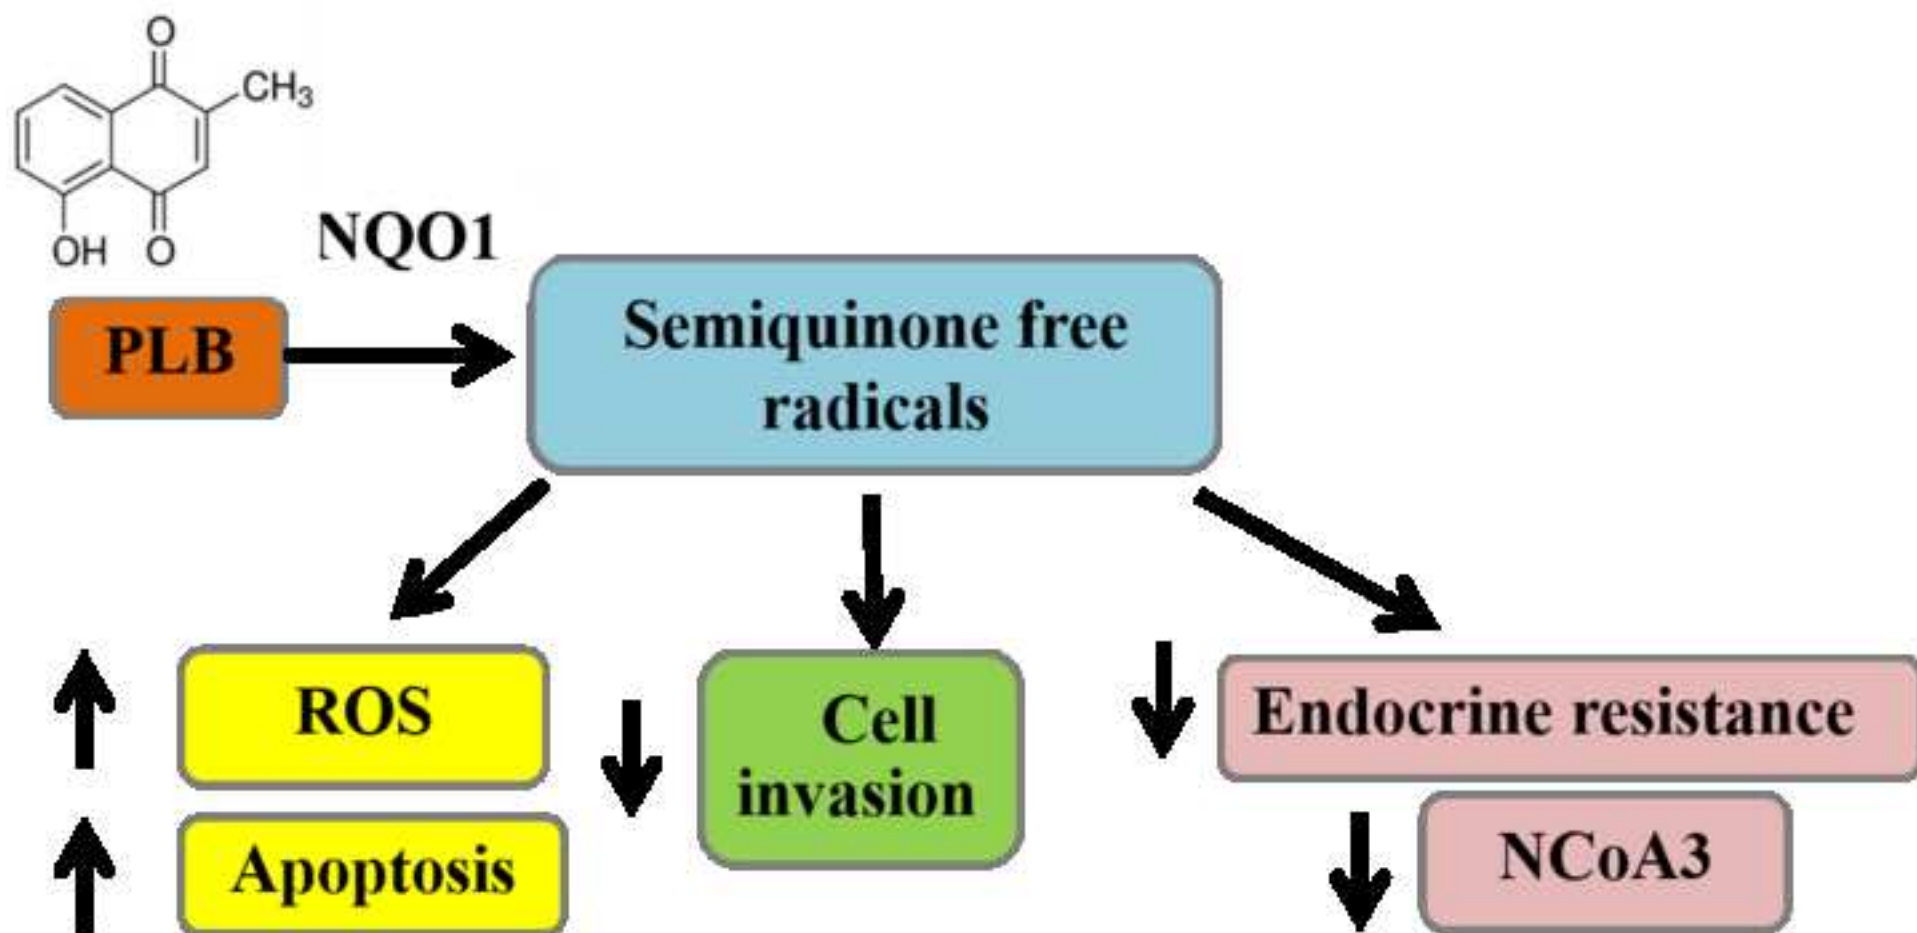 O
CH₃
OH
O
NQO1
PLB
Semiquinone free
radicals
ROS
Cell
invasion
Endocrine resistance
Apoptosis
NCoA3